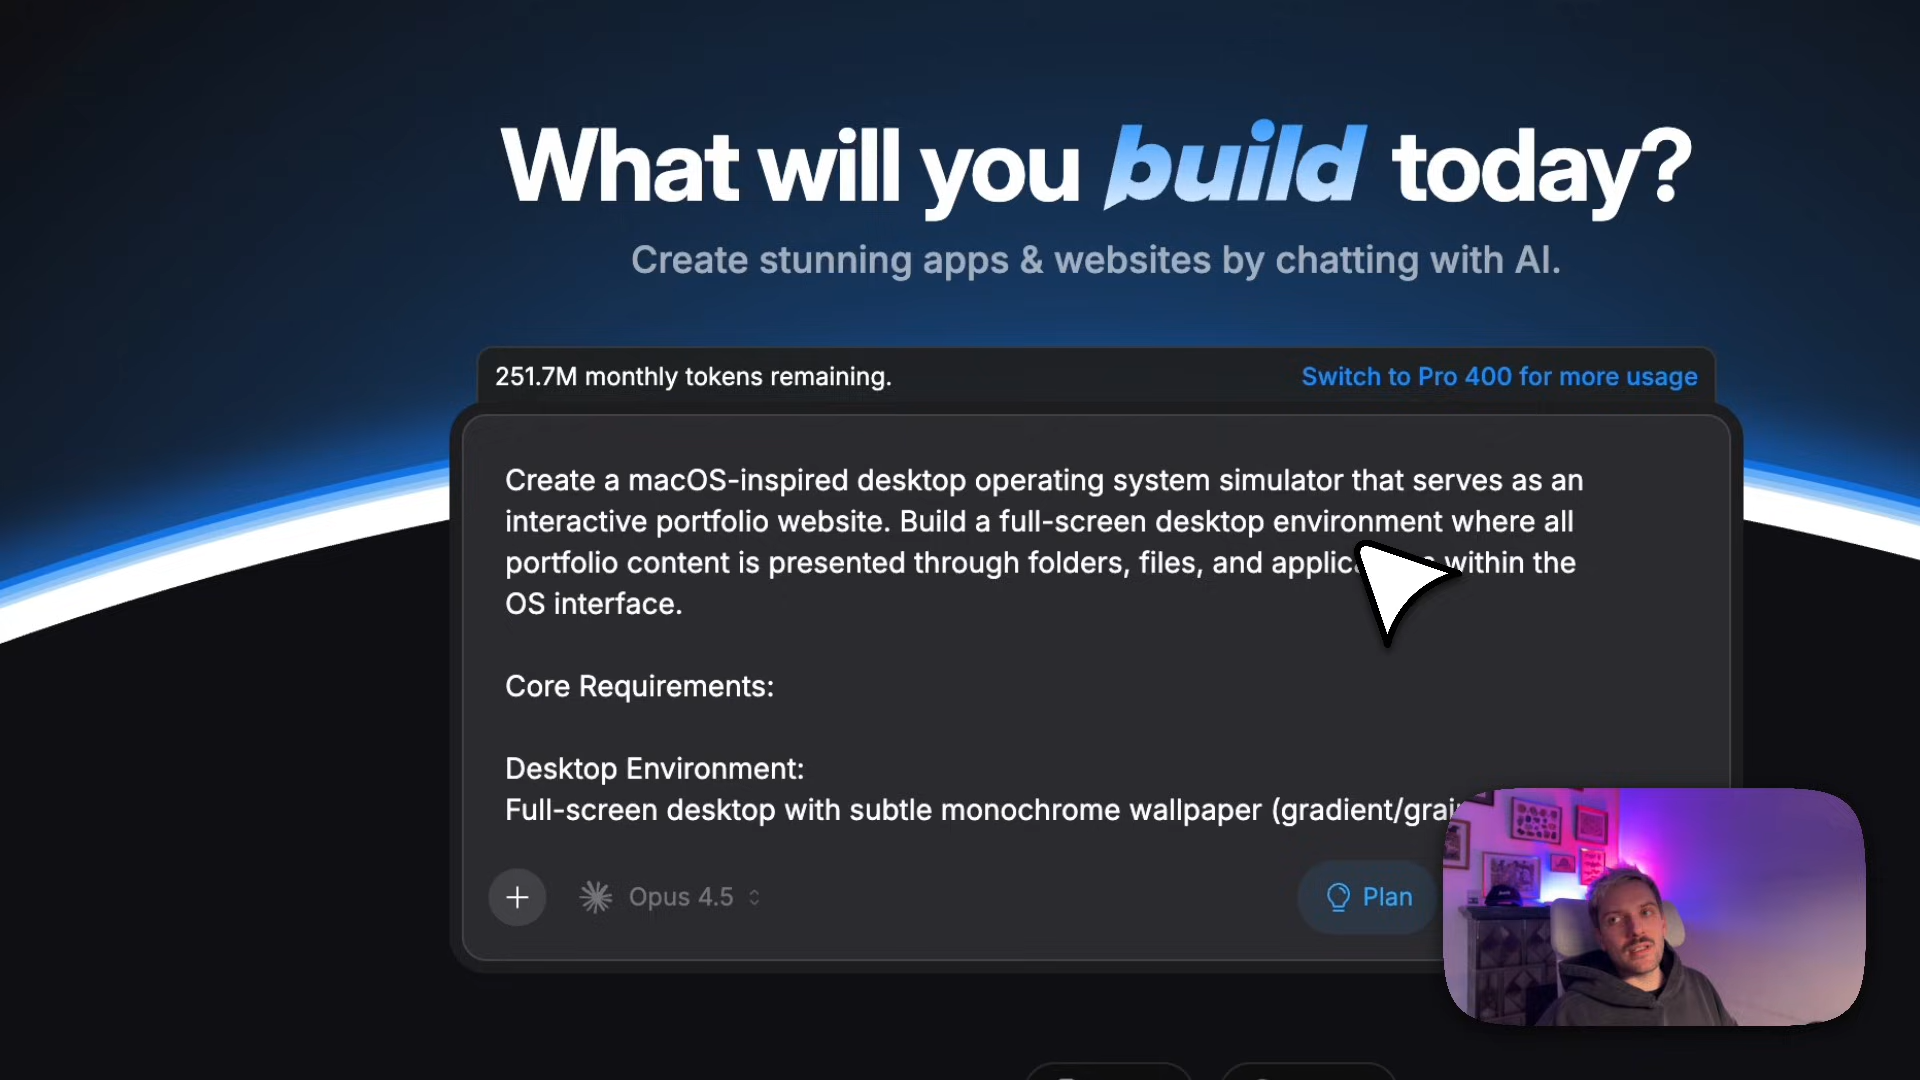 What will you build today?
Create stunning apps & websites by chatting with AI.
251.7M monthly tokens remaining.
Switch to Pro 400 for more usage
Create a macOS-inspired desktop operating system simulator that serves as an
interactive portfolio website. Build a full-screen desktop environment where all
portfolio content is presented through folders, files, and within the
OS interface.
Core Requirements:
Desktop Environment:
Full-screen desktop with subtle monochrome wallpaper (gradient/
Opus 4.5
Plan